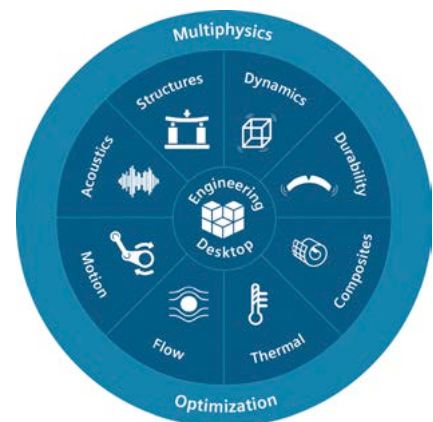 Multiphysics
Structures
Dynamics
Acoustics
Durability
Engineering
Desktop
Motion
Composites
Flow
Thermal
Optimization